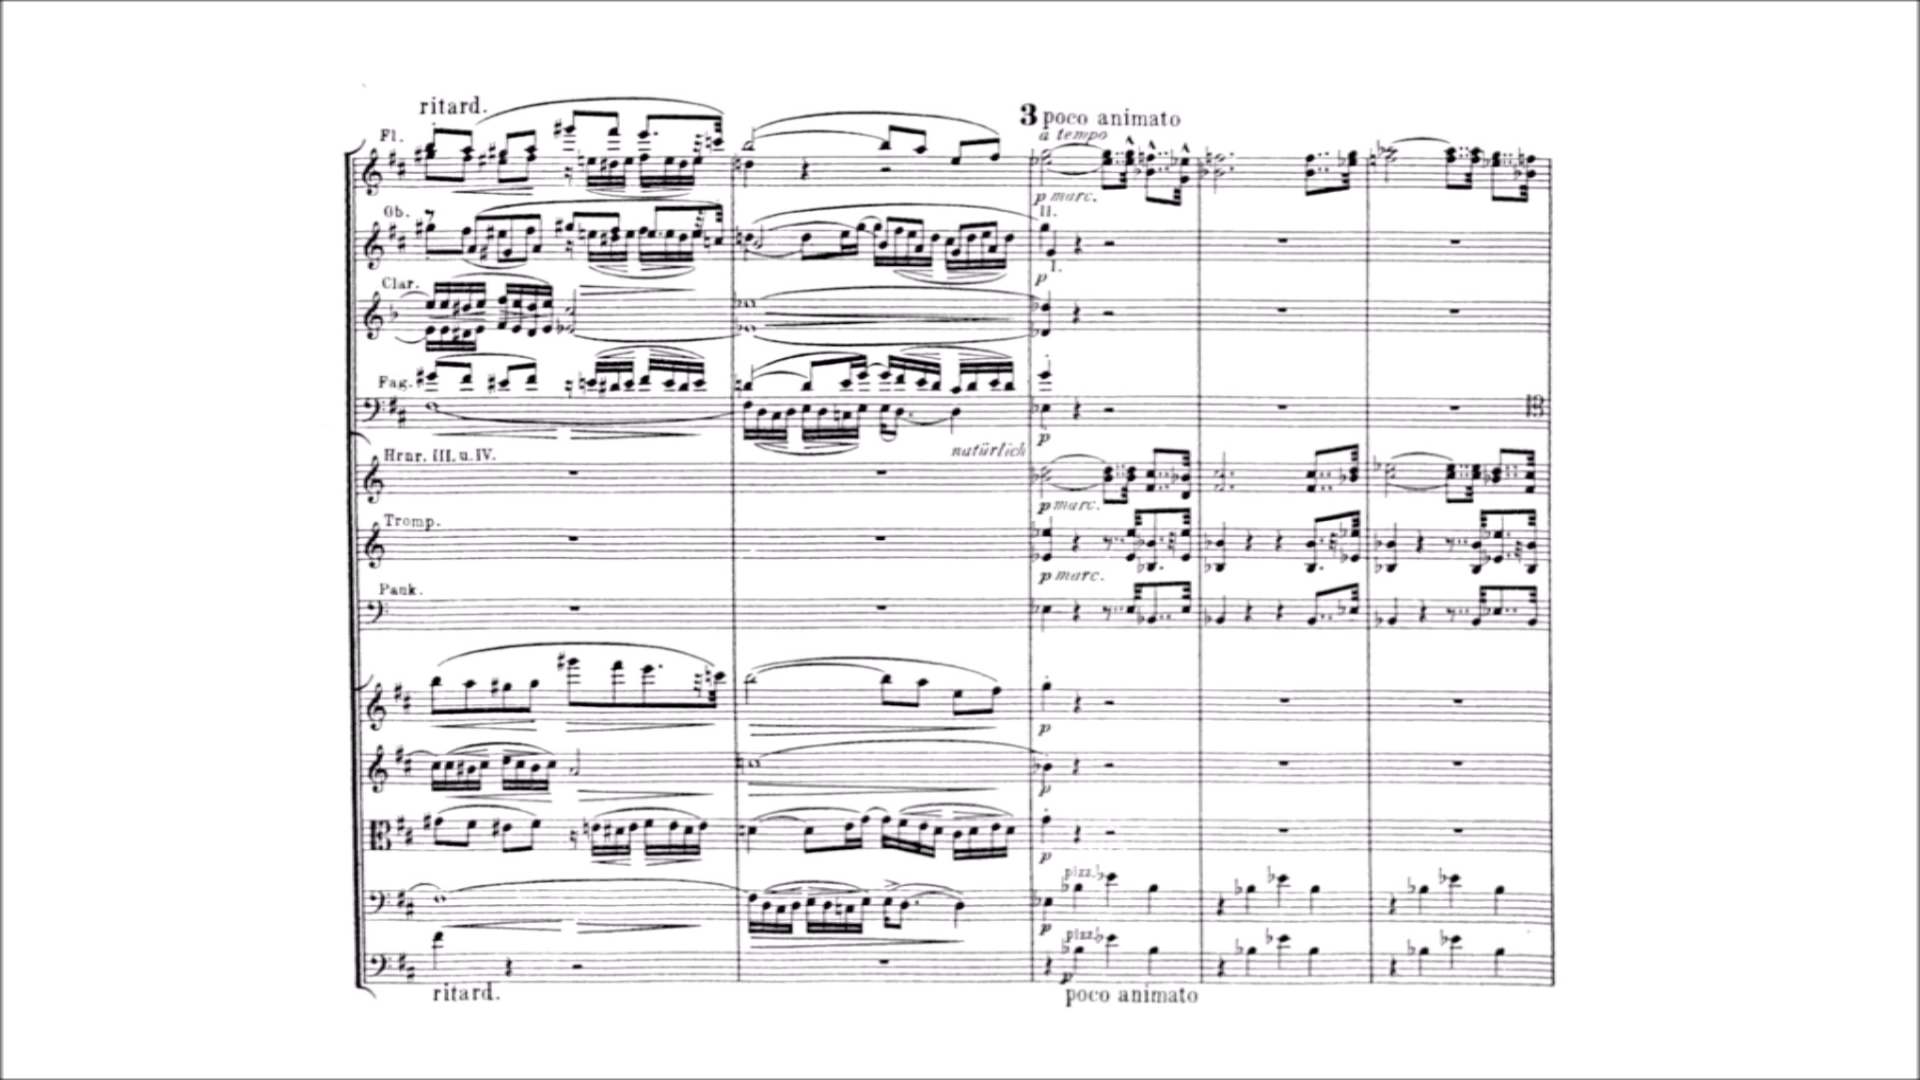 ritard.
Fl.
3 poco animato
a tempo
p marc.
Ob.
II.
I.
p
Clar.
Fag.
p
natürlich
Hrnr. III. u. IV.
p marc.
Tromp.
p marc.
Pauk.
p
p
p
pizz.
p
pizz.
p
ritard.
poco animato